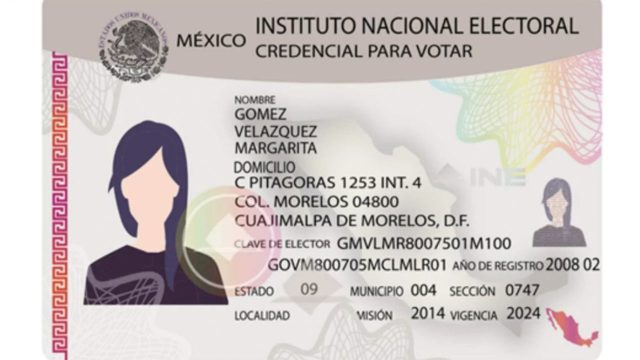 ESTADOS UNIDOS MEXICANOS
MÉXICO
INSTITUTO NACIONAL ELECTORAL
CREDENCIAL PARA VOTAR
NOMBRE
GOMEZ
VELAZQUEZ
MARGARITA
DOMICILIO
C PITAGORAS 1253 INT. 4
COL. MORELOS 04800
CUAJIMALPA DE MORELOS, D.F.
INE
CLAVE DE ELECTOR GMVLMR8007501M100
GOVM800705MCLMLR01 AÑO DE REGISTRO 2008 02
ESTADO 09 MUNICIPIO 004 SECCIÓN 0747
LOCALIDAD MISIÓN 2014 VIGENCIA 2024